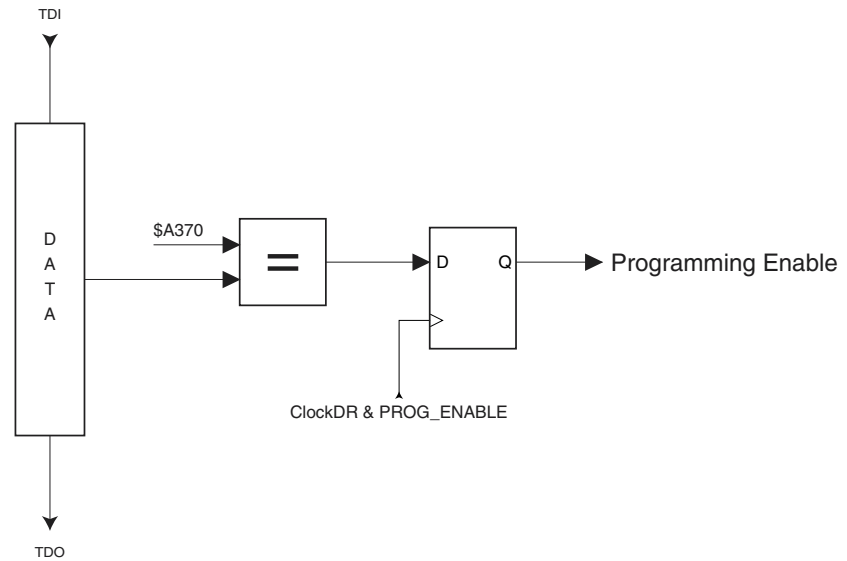 TDI
D
A
T
A
$A370
=
D Q
Programming Enable
ClockDR & PROG_ENABLE
TDO